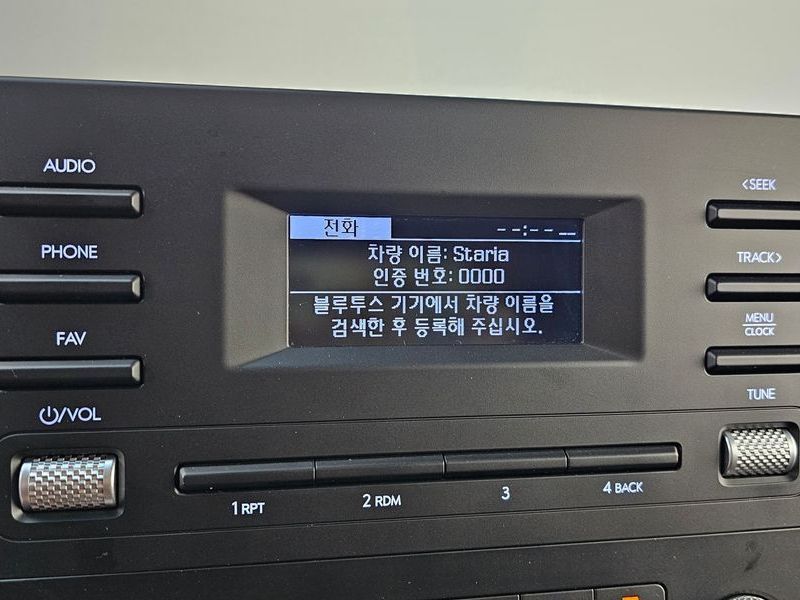 AUDIO
<SEEK
전화 --:-- __
차량 이름: Staria
PHONE
TRACK>
인증 번호: 0000
블루투스 기기에서 차량 이름을
검색한 후 등록해 주십시오.
FAV
MENU
CLOCK
/VOL
TUNE
1 RPT
2 RDM
3
4 BACK